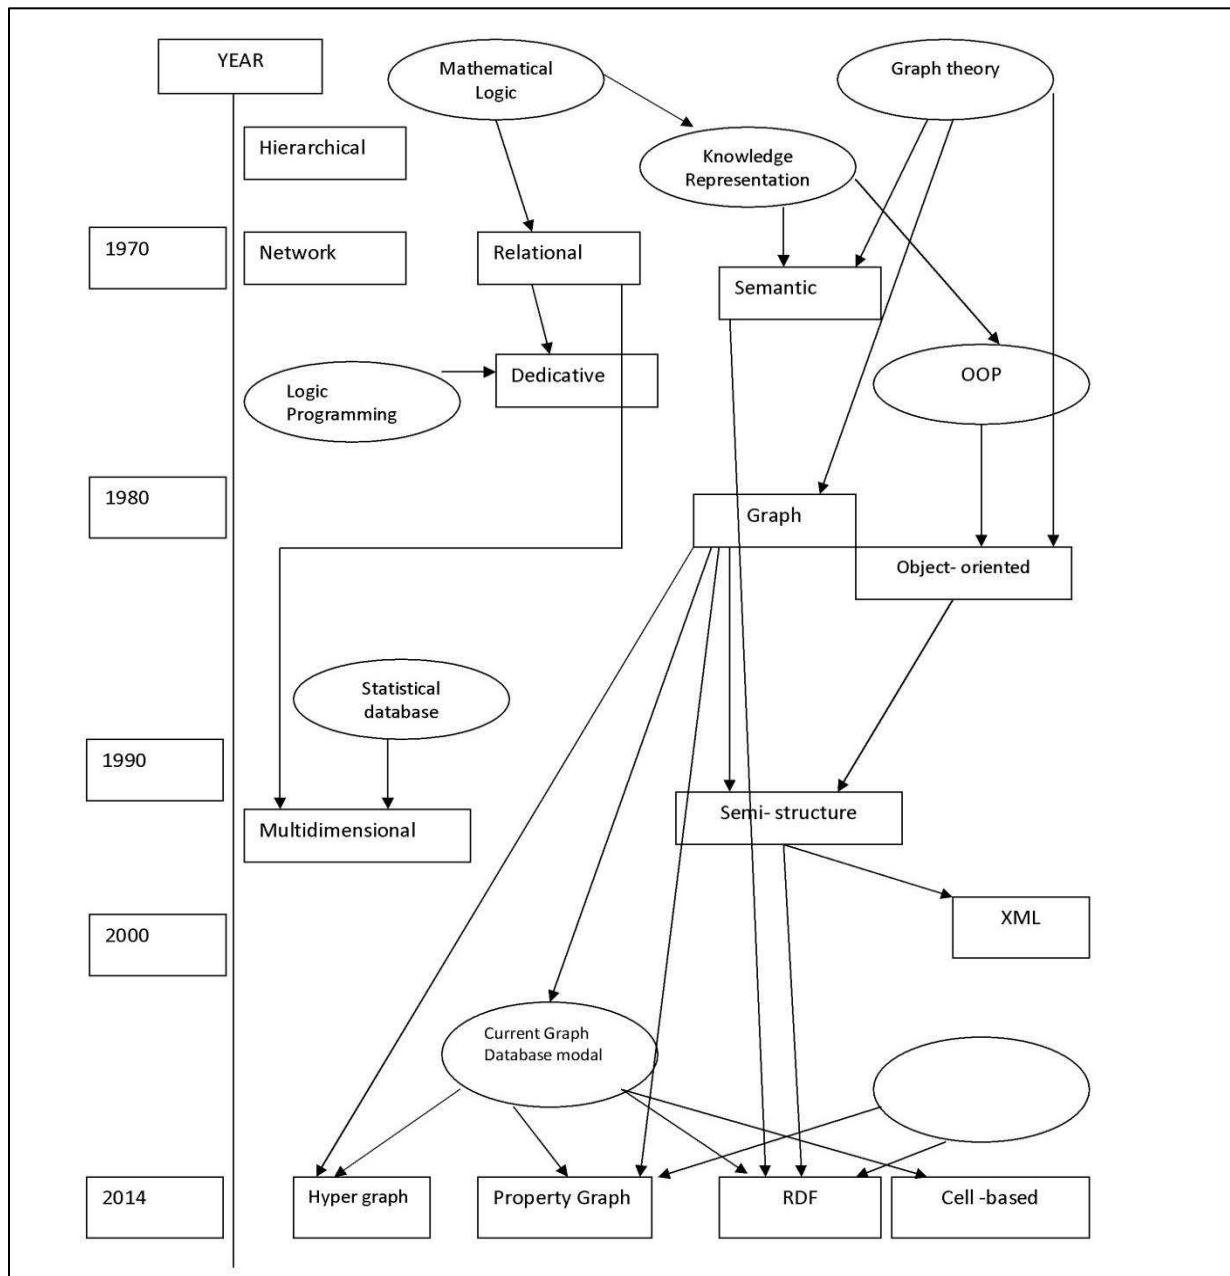 YEAR
Mathematical
Logic
Graph theory
Hierarchical
Knowledge
Representation
1970
Network
Relational
Semantic
Logic
Programming
Dedicative
OOP
1980
Graph
Object- oriented
Statistical
database
1990
Multidimensional
Semi- structure
XML
2000
Current Graph
Database modal
2014
Hyper graph
Property Graph
RDF
Cell -based